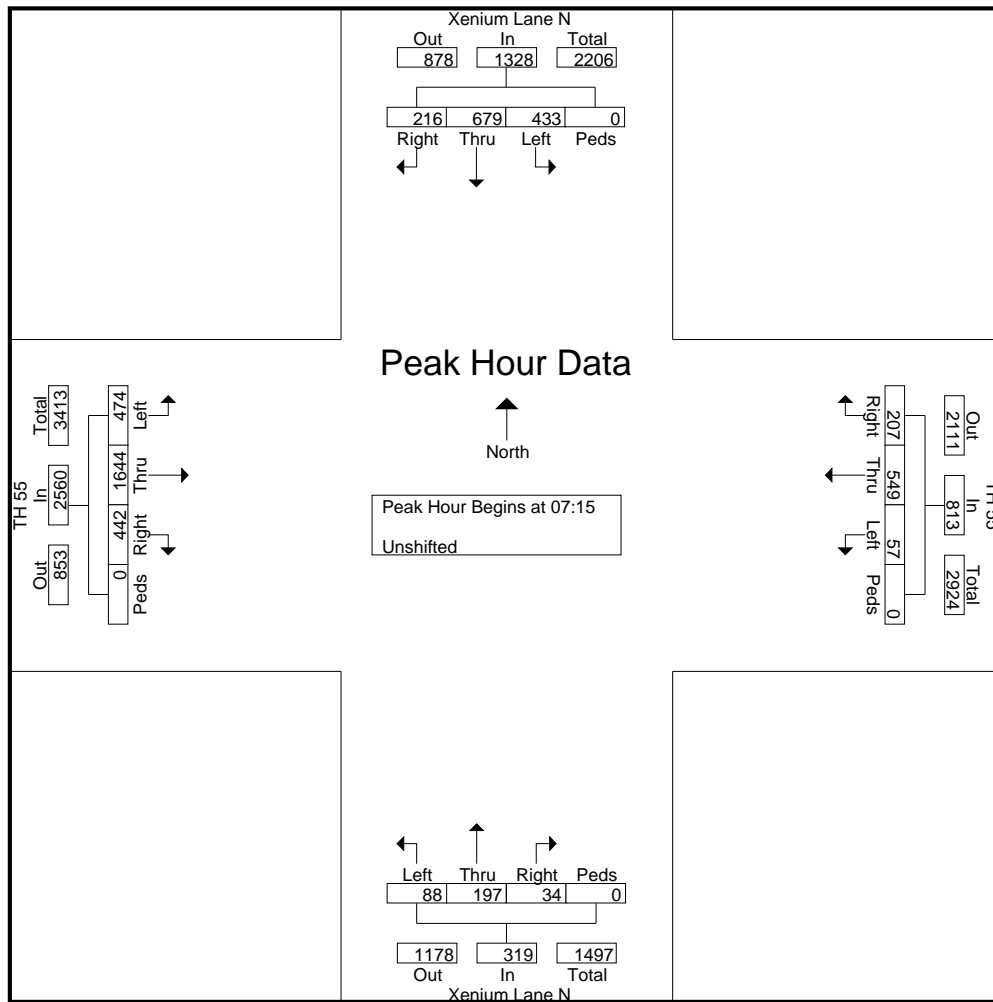 Xenium Lane N
Out In Total
878 1328 2206
216 679 433 0
Right Thru Left Peds
Peak Hour Data
North
Peak Hour Begins at 07:15
Unshifted
TH 55
Total In Out
3413 2560 853
474 1644 442 0
Left Thru Right Peds
Right Thru Left Peds
207 549 57 0
2111 813 2924
Out In Total
TH 55
Left Thru Right Peds
88 197 34 0
1178 319 1497
Out In Total
Xenium Lane N